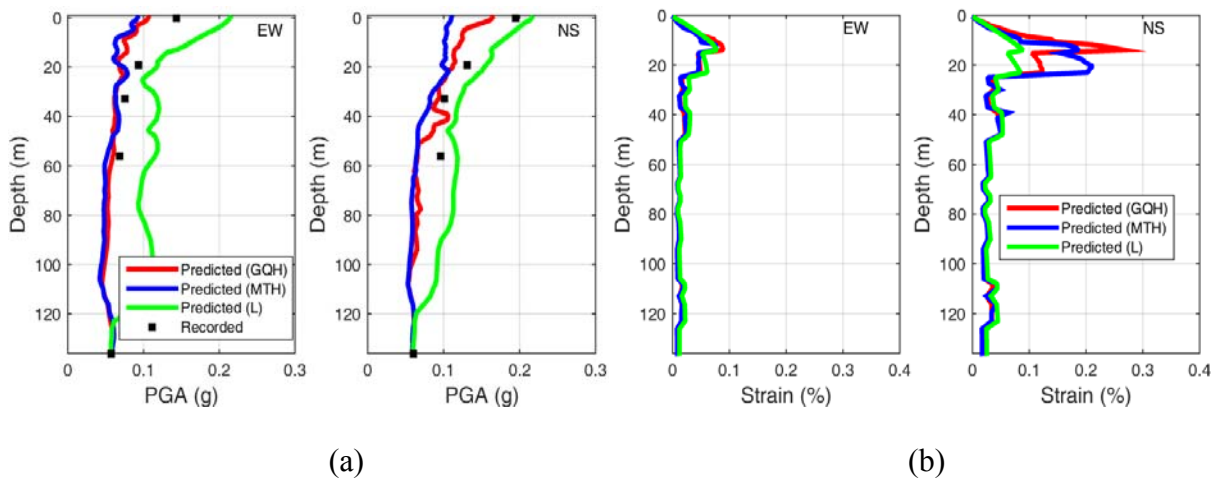 EW
0
20
40
60
80
100
120
Depth (m)
0 0.1 0.2 0.3
PGA (g)
Predicted (GQH)
Predicted (MTH)
Predicted (L)
Recorded
NS
0
20
40
60
80
100
120
Depth (m)
0 0.1 0.2 0.3
PGA (g)
EW
0
20
40
60
80
100
120
Depth (m)
0 0.1 0.2 0.3 0.4
Strain (%)
NS
0
20
40
60
80
100
120
Depth (m)
0 0.1 0.2 0.3 0.4
Strain (%)
Predicted (GQH)
Predicted (MTH)
Predicted (L)
(a)
(b)